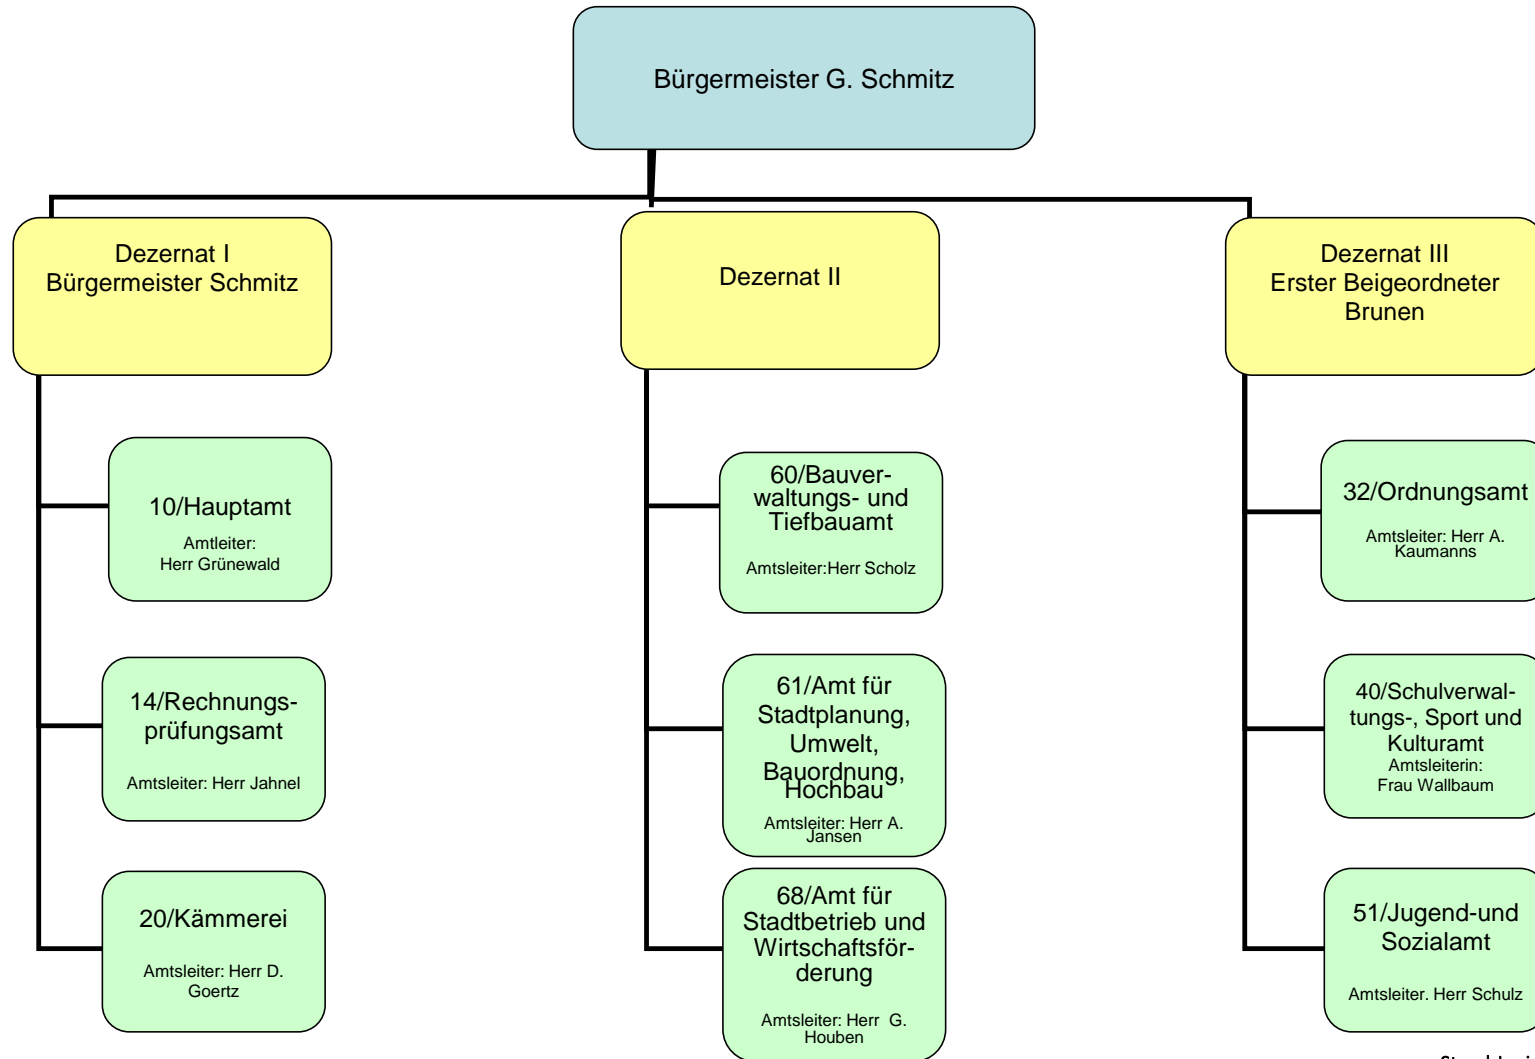 Bürgermeister G. Schmitz
Dezernat I
Bürgermeister Schmitz
10/Hauptamt
Amtleiter:
Herr Grünewald
14/Rechnungs-
prüfungsamt
Amtsleiter: Herr Jahnel
20/Kämmerei
Amtsleiter: Herr D.
Goertz
Dezernat II
60/Bauver-
waltungs- und
Tiefbauamt
Amtsleiter:Herr Scholz
61/Amt für
Stadtplanung,
Umwelt,
Bauordnung,
Hochbau
Amtsleiter: Herr A.
Jansen
68/Amt für
Stadtbetrieb und
Wirtschaftsför-
derung
Amtsleiter: Herr G.
Houben
Dezernat III
Erster Beigeordneter
Brunen
32/Ordnungsamt
Amtsleiter: Herr A.
Kaumanns
40/Schulverwal-
tungs-, Sport und
Kulturamt
Amtsleiterin:
Frau Wallbaum
51/Jugend-und
Sozialamt
Amtsleiter. Herr Schulz